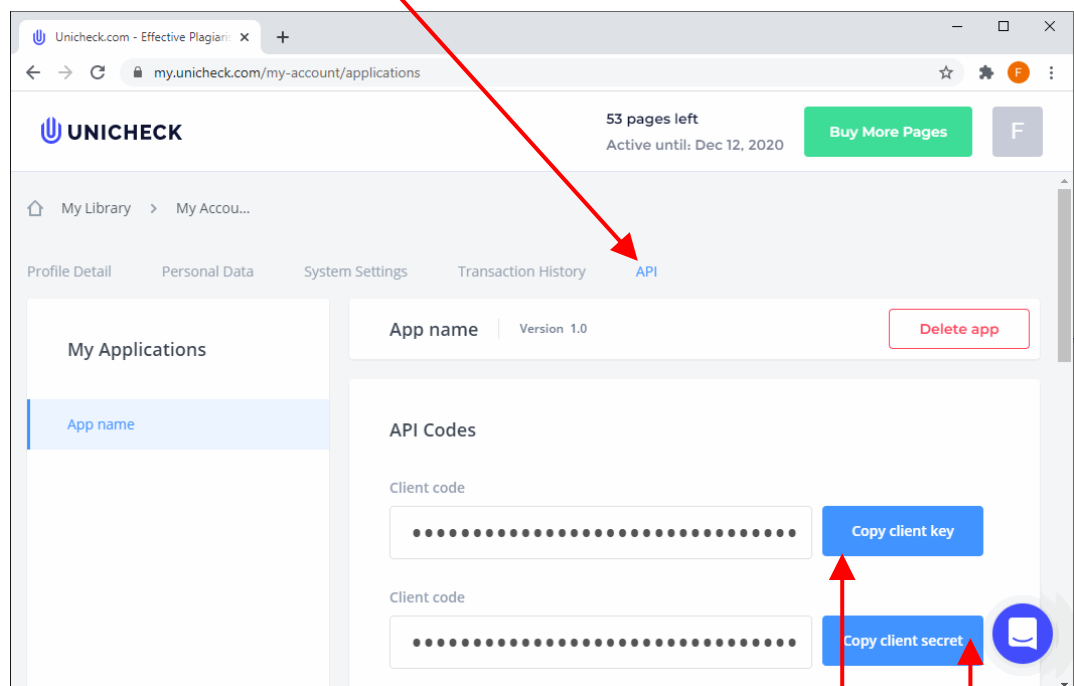 Unicheck.com - Effective Plagiaris
my.unicheck.com/my-account/applications
F
UNICHECK
53 pages left
Active until: Dec 12, 2020
Buy More Pages
F
My Library > My Accou...
Profile Detail Personal Data System Settings Transaction History API
My Applications
App name Version 1.0 Delete app
App name
API Codes
Client code
Copy client key
Client code
Copy client secret